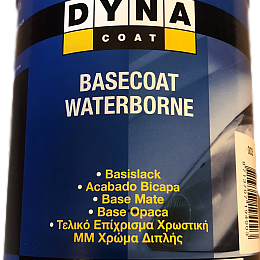 DYNA
COAT
BASECOAT
WATERBORNE
• Basislack
• Acabado Bicapa
• Base Mate
• Base Opaca
• Τελικό Επίχρισμα Χρωστική
ΜΜ Χρώμα Διπλής